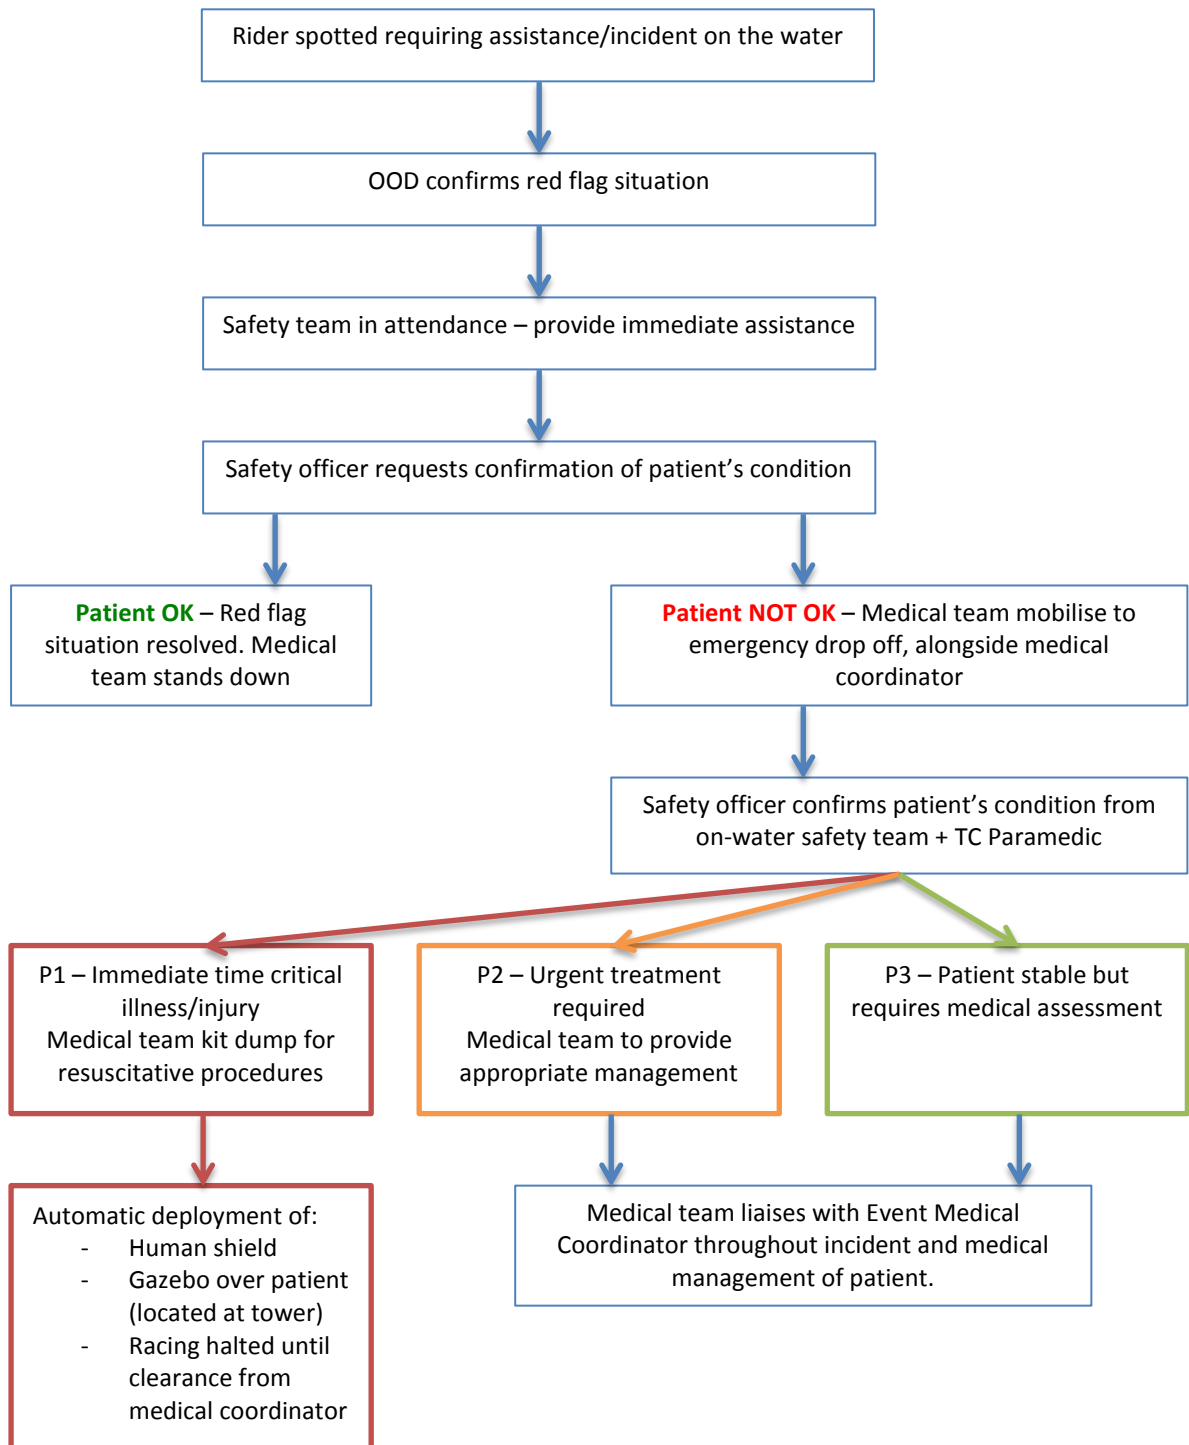 Rider spotted requiring assistance/incident on the water
OOD confirms red flag situation
Safety team in attendance – provide immediate assistance
Safety officer requests confirmation of patient’s condition
Patient OK – Red flag
situation resolved. Medical
team stands down
Patient NOT OK – Medical team mobilise to
emergency drop off, alongside medical
coordinator
Safety officer confirms patient’s condition from
on-water safety team + TC Paramedic
P1 – Immediate time critical
illness/injury
Medical team kit dump for
resuscitative procedures
P2 – Urgent treatment
required
Medical team to provide
appropriate management
P3 – Patient stable but
requires medical assessment
Automatic deployment of:
- Human shield
- Gazebo over patient
(located at tower)
- Racing halted until
clearance from
medical coordinator
Medical team liaises with Event Medical
Coordinator throughout incident and medical
management of patient.